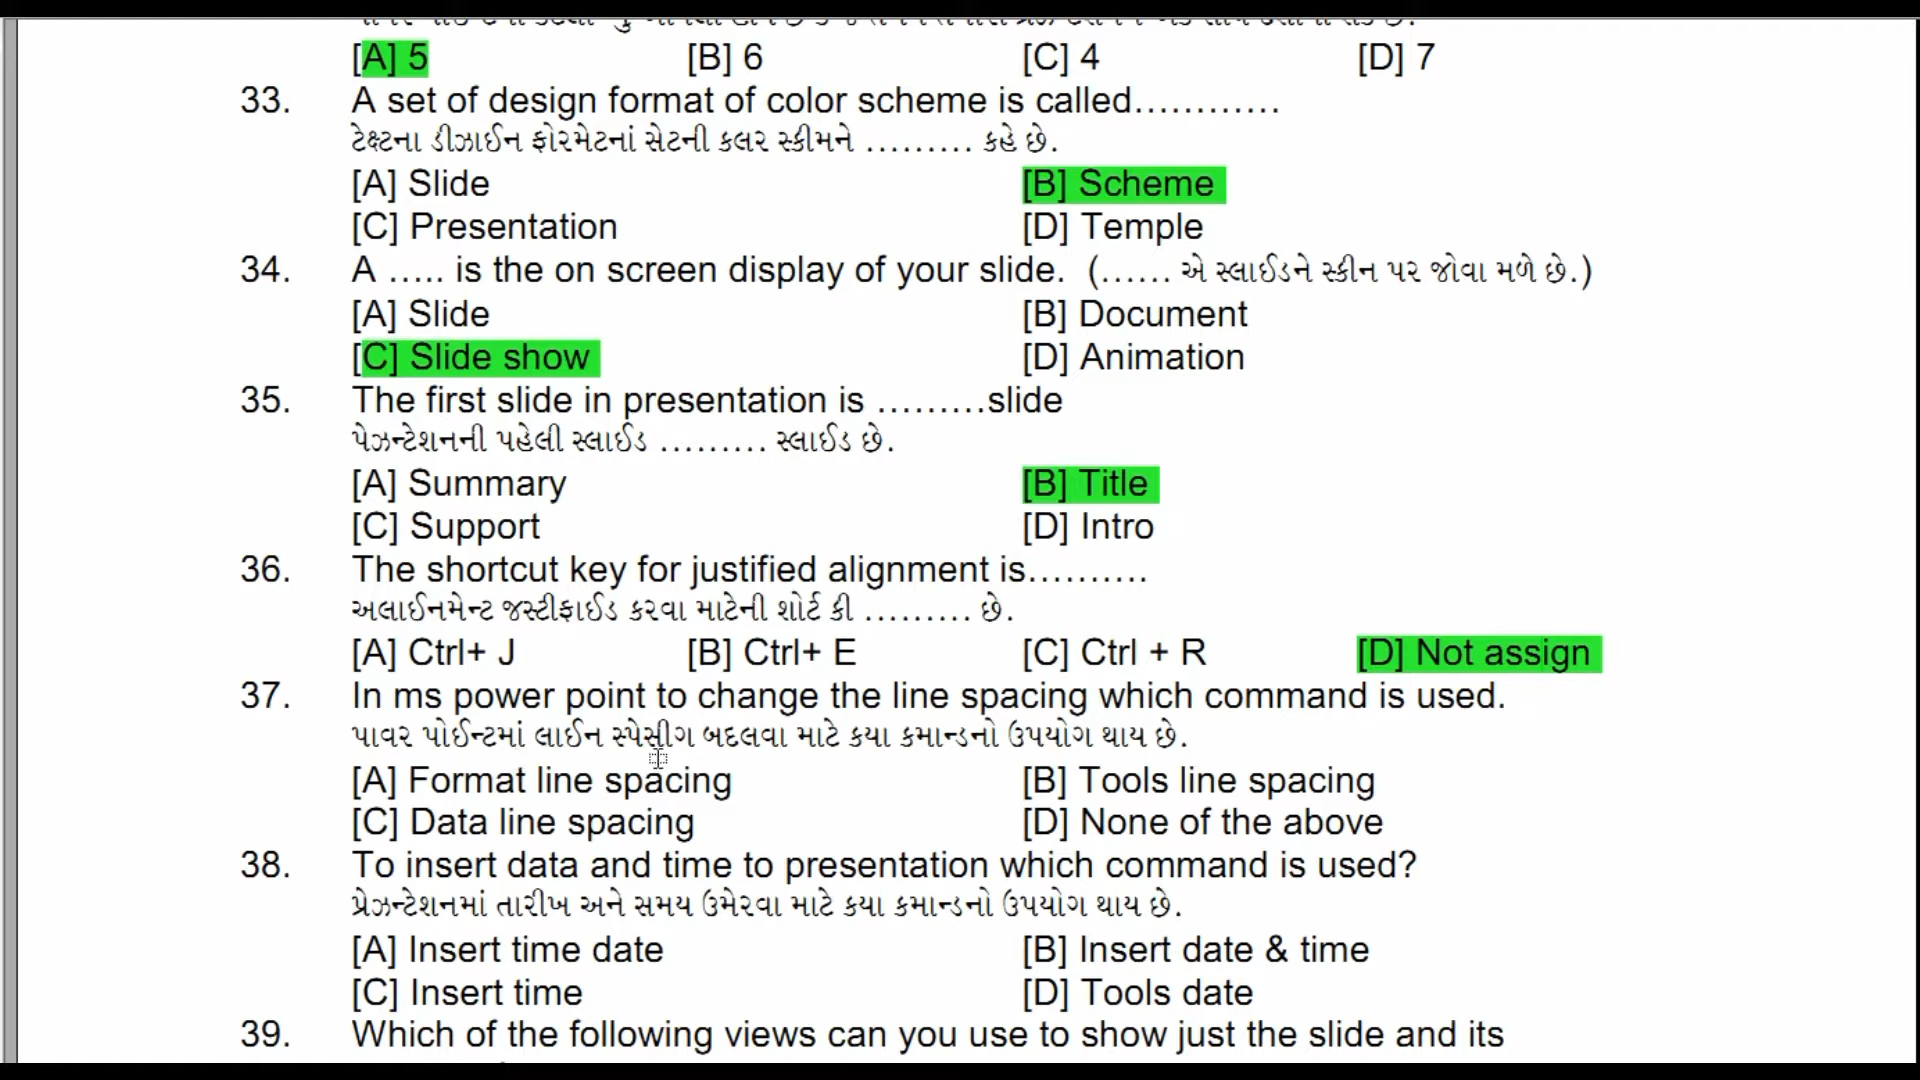 [A] 5 [B] 6 [C] 4 [D] 7
33. A set of design format of color scheme is called…………
ટેક્ષ્ટના ડીઝાઈન ફોરમેટનાં સેટની કલર સ્કીમને ……… કહે છે.
[A] Slide [B] Scheme
[C] Presentation [D] Temple
34. A ….. is the on screen display of your slide. (…… એ સ્લાઈડને સ્ક્રીન પર જોવા મળે છે.)
[A] Slide [B] Document
[C] Slide show [D] Animation
35. The first slide in presentation is ………slide
પેઝન્ટેશનની પહેલી સ્લાઈડ ……… સ્લાઈડ છે.
[A] Summary [B] Title
[C] Support [D] Intro
36. The shortcut key for justified alignment is……….
અલાઈનમેન્ટ જસ્ટીફાઈડ કરવા માટેની શોર્ટ કી ……… છે.
[A] Ctrl+ J [B] Ctrl+ E [C] Ctrl + R [D] Not assign
37. In ms power point to change the line spacing which command is used.
પાવર પોઈન્ટમાં લાઈન સ્પેસીગ બદલવા માટે કયા કમાન્ડનો ઉપયોગ થાય છે.
[A] Format line spacing [B] Tools line spacing
[C] Data line spacing [D] None of the above
38. To insert data and time to presentation which command is used?
પ્રેઝન્ટેશનમાં તારીખ અને સમય ઉમેરવા માટે કયા કમાન્ડનો ઉપયોગ થાય છે.
[A] Insert time date [B] Insert date & time
[C] Insert time [D] Tools date
39. Which of the following views can you use to show just the slide and its